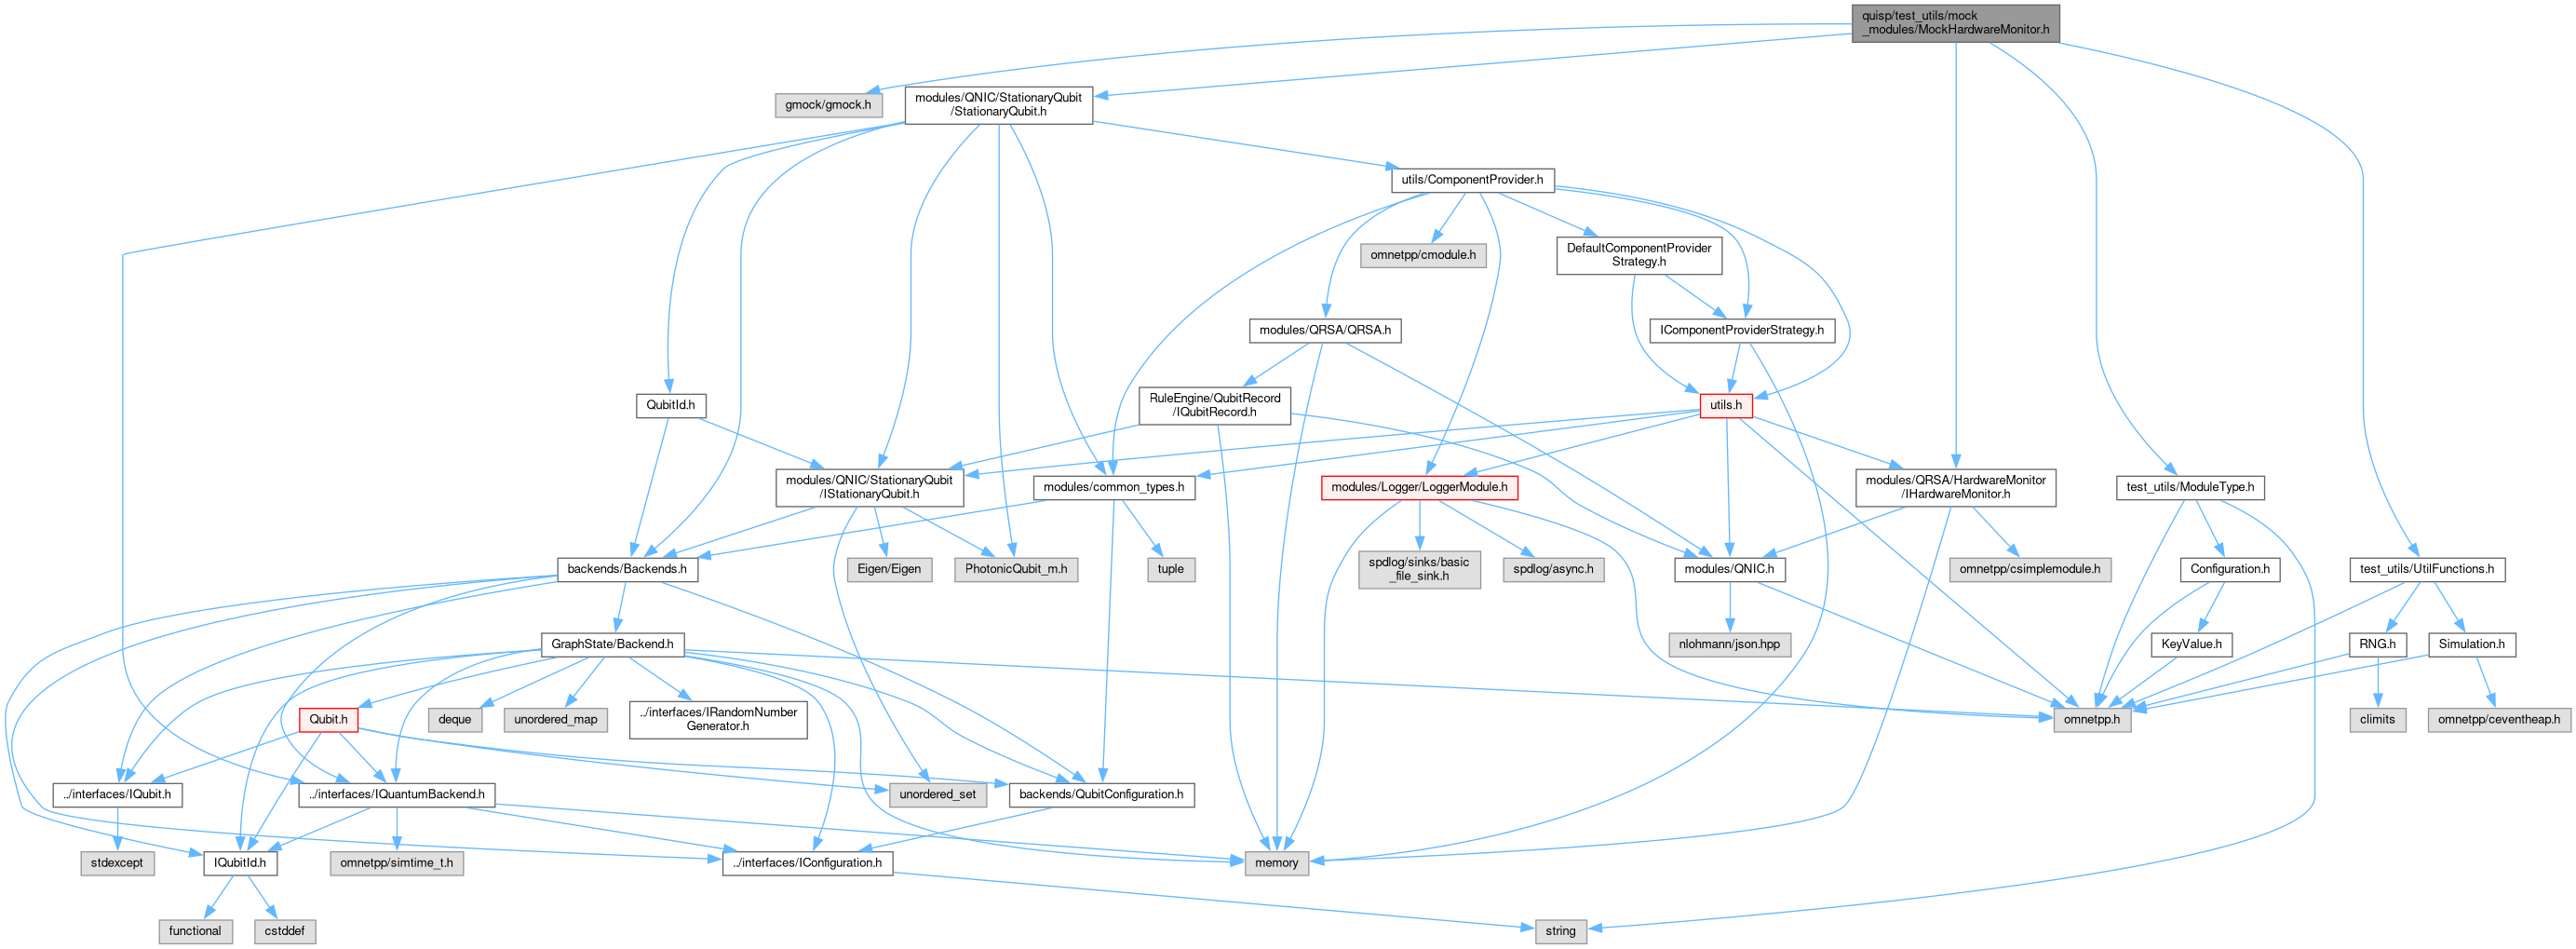 quisp/test_utils/mock
_modules/MockHardwareMonitor.h
gmock/gmock.h
modules/QNIC/StationaryQubit
/StationaryQubit.h
utils/ComponentProvider.h
omnetpp/cmodule.h
DefaultComponentProvider
Strategy.h
modules/QRSA/QRSA.h
IComponentProviderStrategy.h
QubitId.h
RuleEngine/QubitRecord
/IQubitRecord.h
utils.h
modules/QNIC/StationaryQubit
/IStationaryQubit.h
modules/common_types.h
modules/Logger/LoggerModule.h
modules/QRSA/HardwareMonitor
/IHardwareMonitor.h
test_utils/ModuleType.h
backends/Backends.h
Eigen/Eigen
PhotonicQubit_m.h
tuple
spdlog/sinks/basic
_file_sink.h
spdlog/async.h
modules/QNIC.h
omnetpp/csimplemodule.h
Configuration.h
test_utils/UtilFunctions.h
GraphState/Backend.h
nlohmann/json.hpp
KeyValue.h
RNG.h
Simulation.h
Qubit.h
deque
unordered_map
../interfaces/IRandomNumber
Generator.h
omnetpp.h
climits
omnetpp/ceventheap.h
../interfaces/IQubit.h
../interfaces/IQuantumBackend.h
unordered_set
backends/QubitConfiguration.h
stdexcept
IQubitId.h
omnetpp/simtime_t.h
../interfaces/IConfiguration.h
memory
functional
cstddef
string